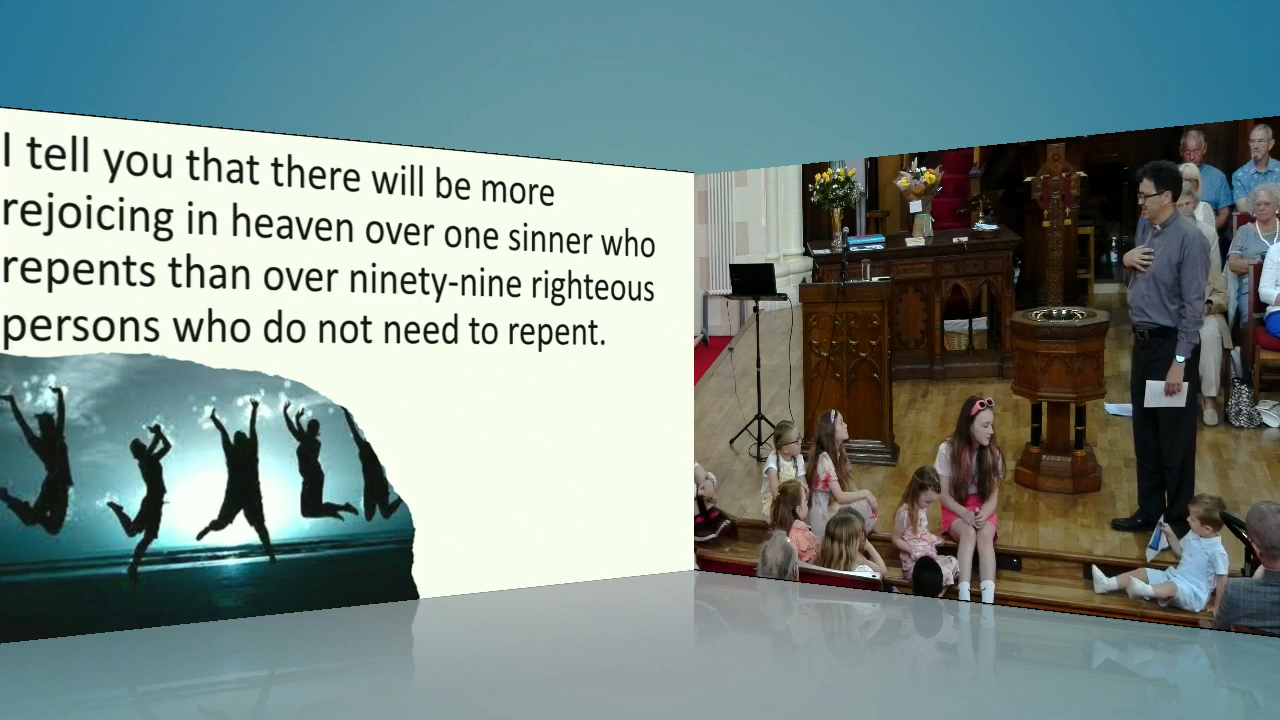 I tell you that there will be more
rejoicing in heaven over one sinner who
repents than over ninety-nine righteous
persons who do not need to repent.